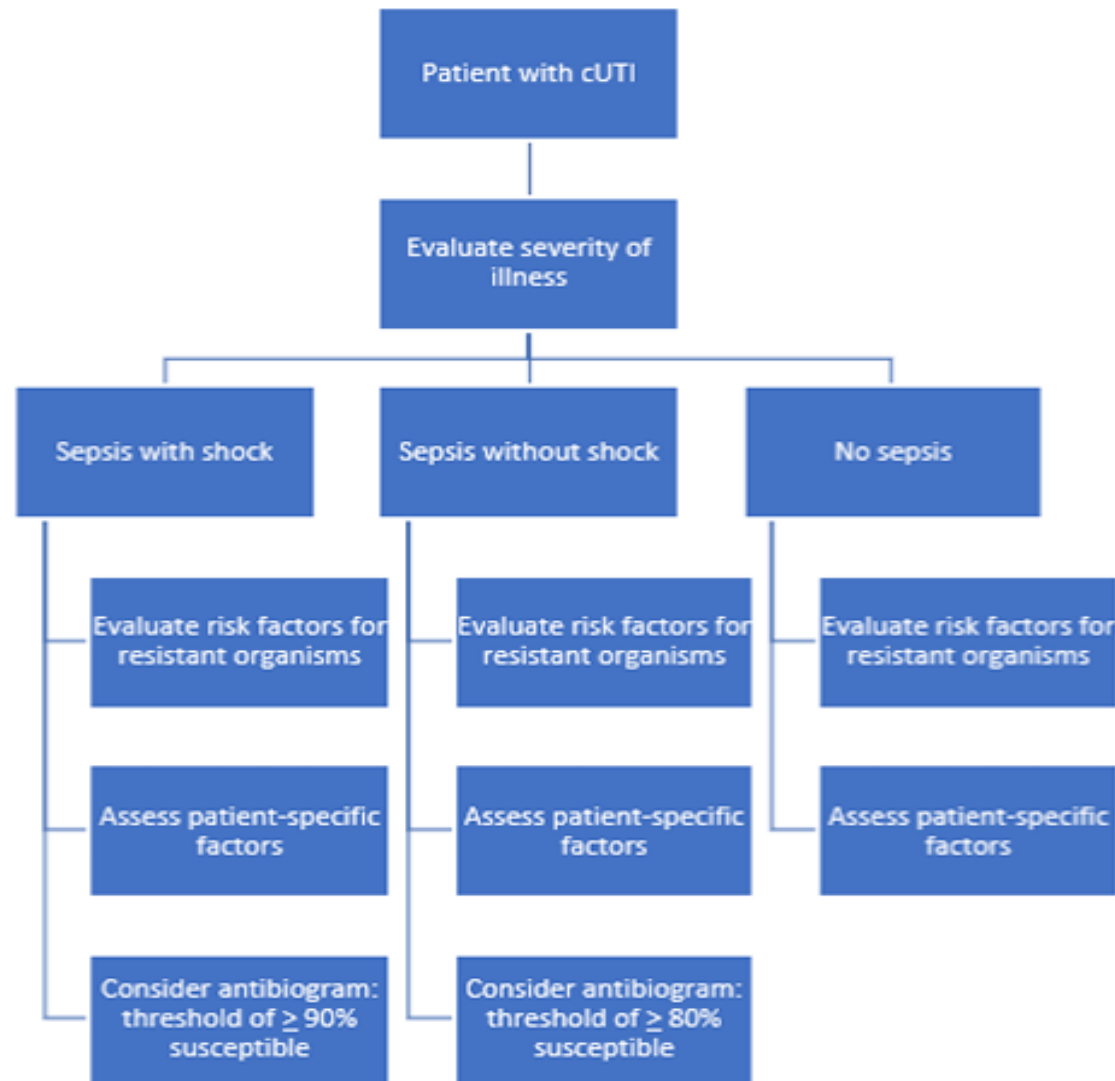 Patient with cUTI
Evaluate severity of
illness
Sepsis with shock
Sepsis without shock
No sepsis
Evaluate risk factors for
resistant organisms
Evaluate risk factors for
resistant organisms
Evaluate risk factors for
resistant organisms
Assess patient-specific
factors
Assess patient-specific
factors
Assess patient-specific
factors
Consider antibiogram:
threshold of ≥ 90%
susceptible
Consider antibiogram:
threshold of ≥ 80%
susceptible